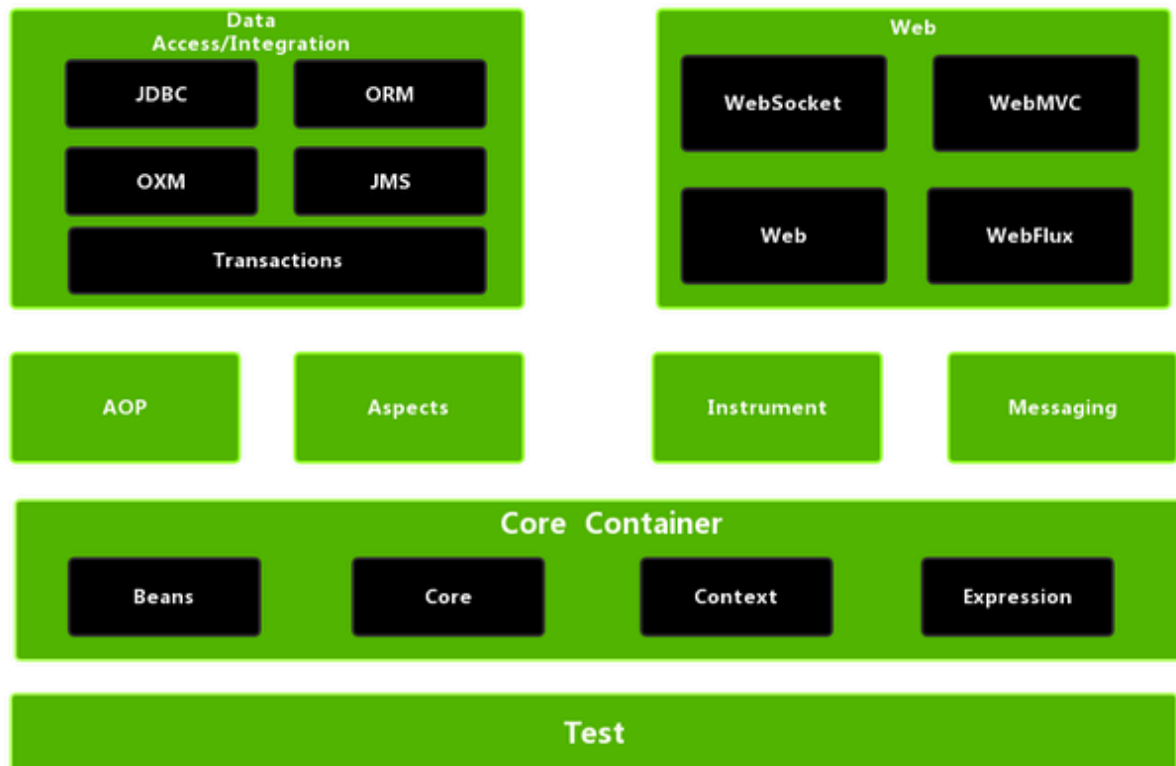 Data
Access/Integration
JDBC
ORM
OXM
JMS
Transactions
Web
WebSocket
WebMVC
Web
WebFlux
AOP
Aspects
Instrument
Messaging
Core Container
Beans
Core
Context
Expression
Test